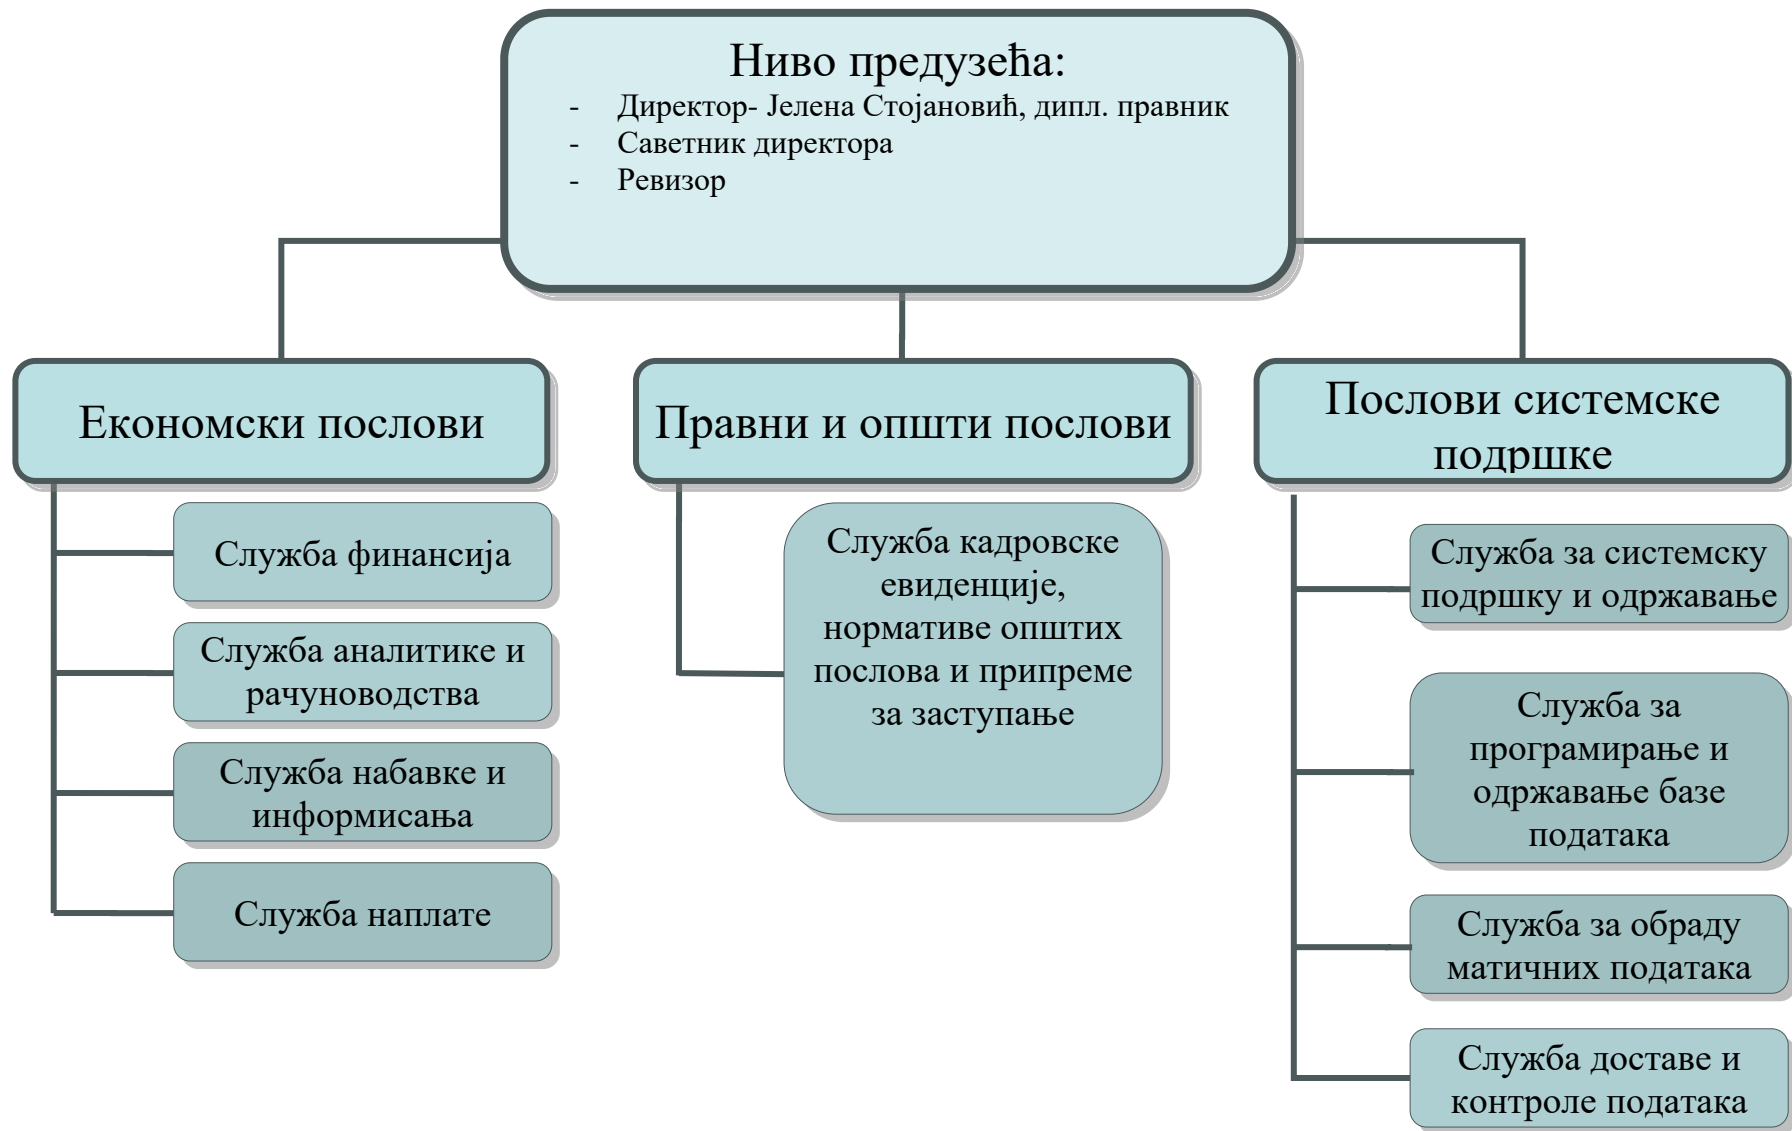 Ниво предузећа:
- Директор- Јелена Стојановић, дипл. правник
- Саветник директора
- Ревизор
Економски послови
Служба финансија
Служба аналитике и
рачуноводства
Служба набавке и
информисања
Служба наплате
Правни и општи послови
Служба кадровске
евиденције,
нормативе општих
послова и припреме
за заступање
Послови системске
подршке
Служба за системску
подршку и одржавање
Служба за
програмирање и
одржавање базе
података
Служба за обраду
матичних података
Служба доставе и
контроле података